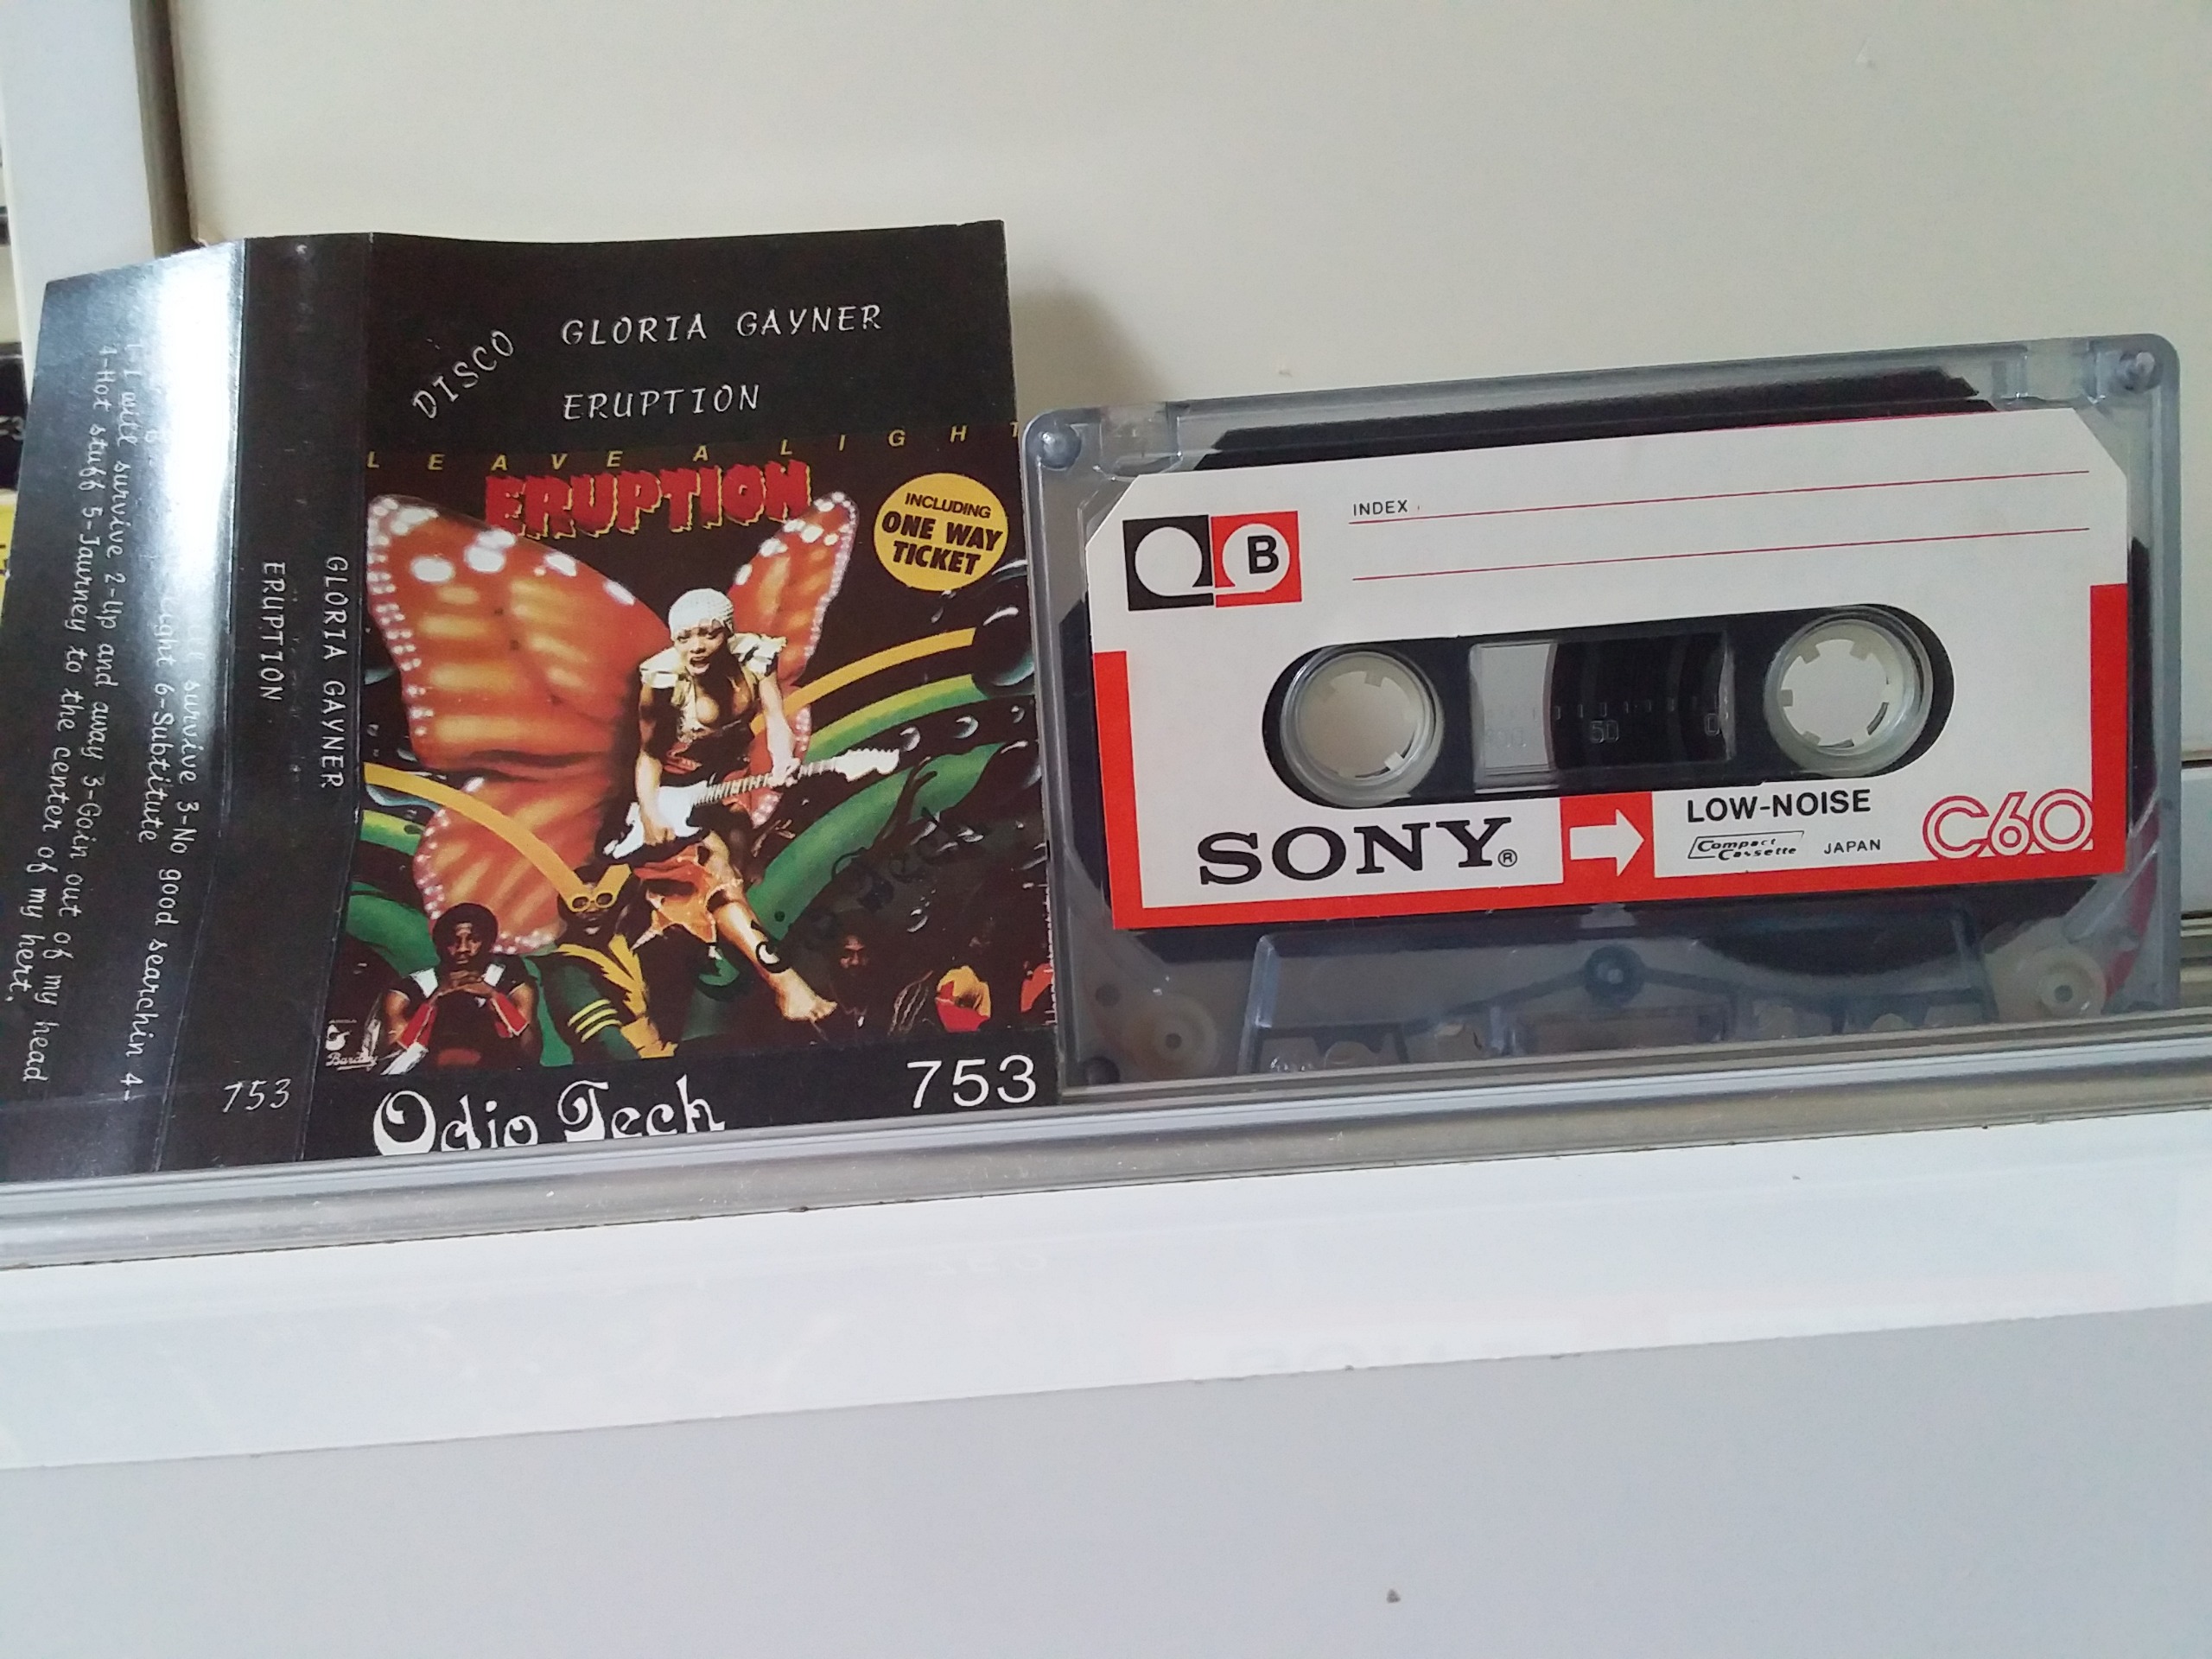 1-I will survive 2-Up and away 3-Goin out of my head
4-Hot stuff 5-Jaurney to the center of my hert.
survive 3-No good searchin 4-
6-Subtitute
ERUPTION
GLORIA GAYNER
753
DISCO
GLORIA GAYNER
ERUPTION
LEAVE A LIGHT
ERUPTION
INCLUDING
ONE WAY
TICKET
Barclay
Odio Tech
753
B
INDEX
50
0
SONY®
LOW-NOISE
Compact
Cassette
JAPAN
C60